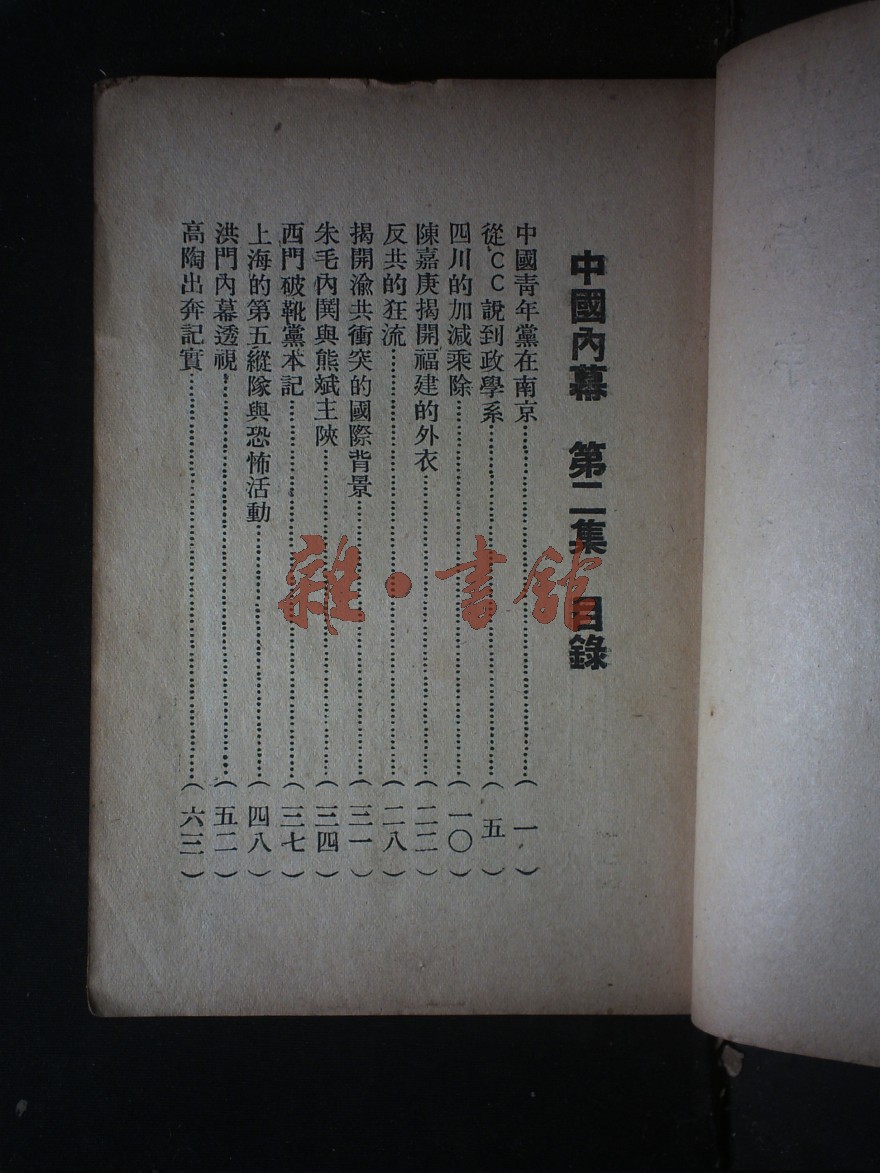 中國內幕　第二集　目錄
中國青年黨在南京……………………（一）
從CC說到政學系……………………（五）
四川的加減乘除……………………（一〇）
陳嘉庚揭開福建的外衣……………………（二二）
反共的狂流……………………（二八）
揭開渝共衝突的國際背景……………………（三一）
朱毛內鬨與熊斌主陝……………………（三四）
西門破靴黨本記……………………（三七）
上海的第五縱隊與恐怖活動……………………（四八）
洪門內幕透視……………………（五二）
高陶出奔記實……………………（六三）
雜·書館